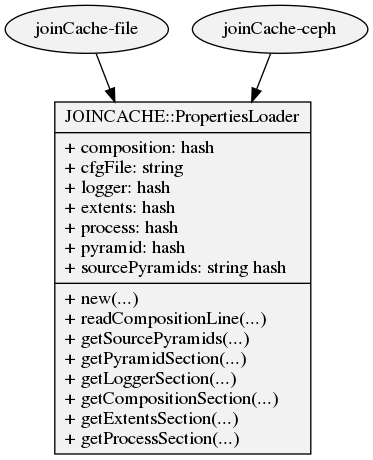 joinCache-file
joinCache-ceph
JOINCACHE::PropertiesLoader
+ composition: hash
+ cfgFile: string
+ logger: hash
+ extents: hash
+ process: hash
+ pyramid: hash
+ sourcePyramids: string hash
+ new(...)
+ readCompositionLine(...)
+ getSourcePyramids(...)
+ getPyramidSection(...)
+ getLoggerSection(...)
+ getCompositionSection(...)
+ getExtentsSection(...)
+ getProcessSection(...)